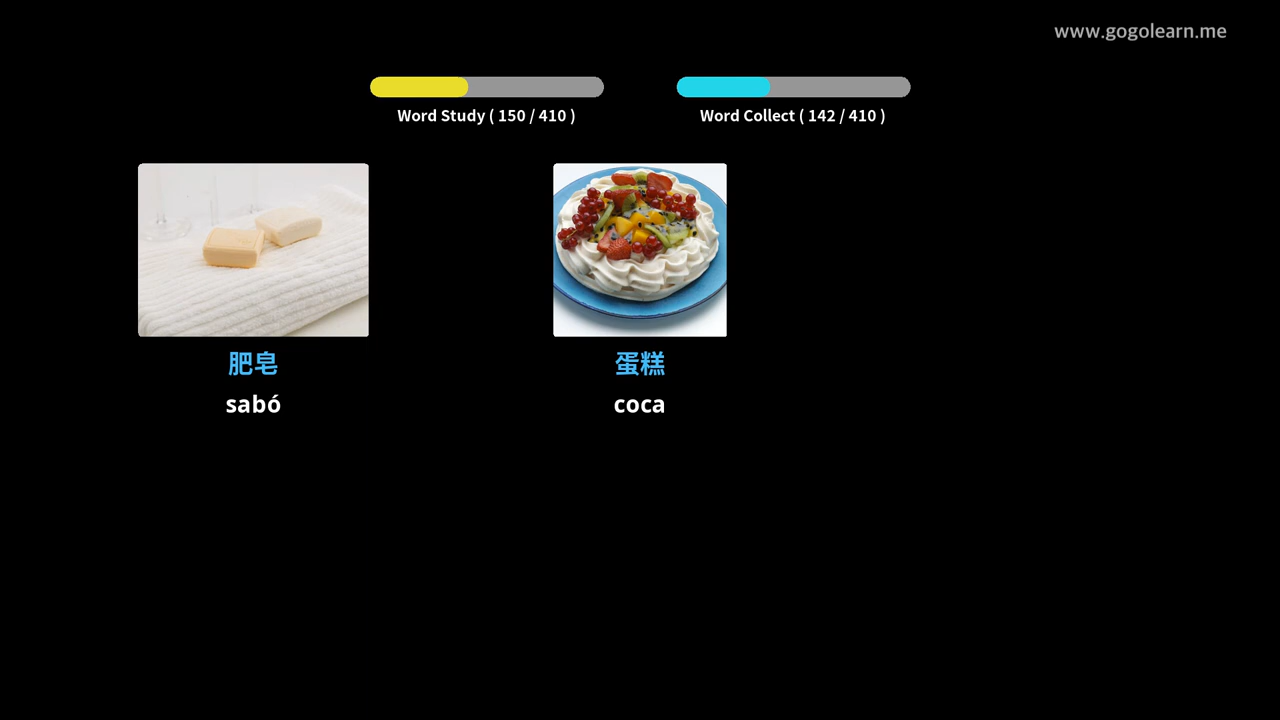 www.gogolearn.me
Word Study ( 150 / 410 )
Word Collect ( 142 / 410 )
肥皂
sabó
蛋糕
coca